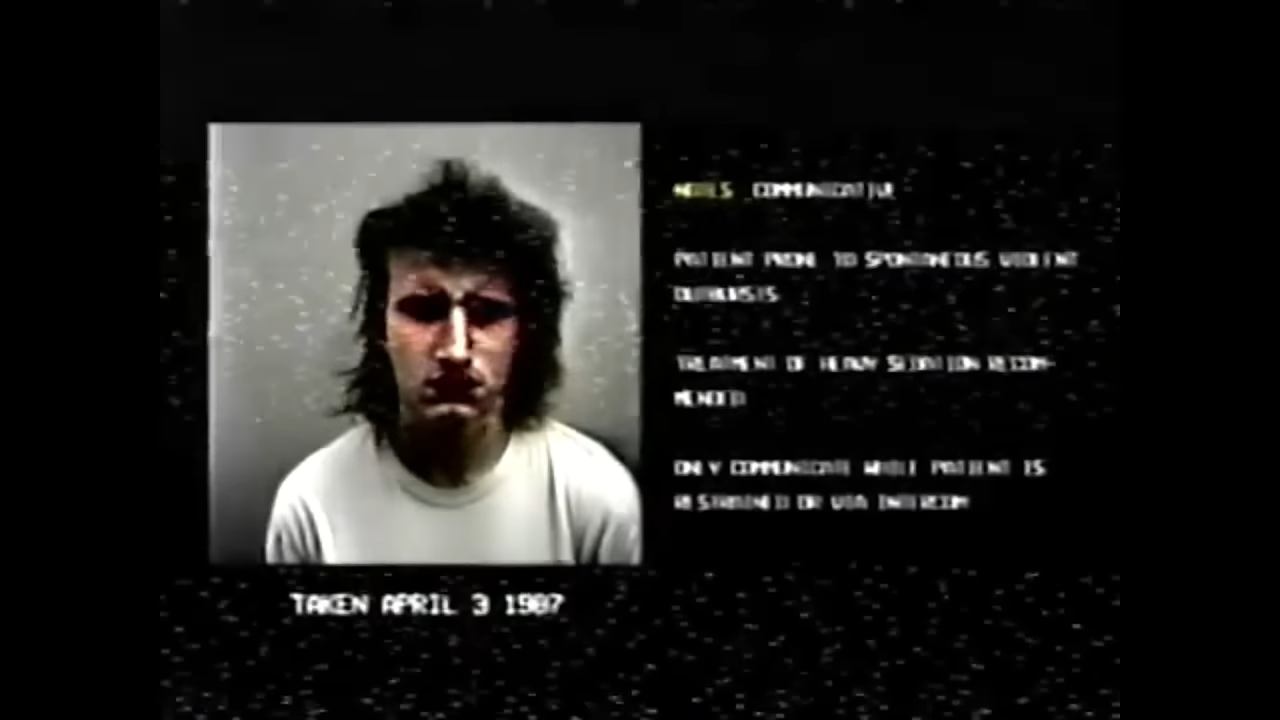 NOTES COMMUNICATIVE
PATIENT PRONE TO SPONTANEOUS VIOLENT
OUTBURSTS
TREATMENT OF HEAVY SEDATION RECOM-
MENDED
ONLY COMMUNICATE WHILE PATIENT IS
RESTRAINED OR VIA INTERCOM
TAKEN APRIL 3 1987